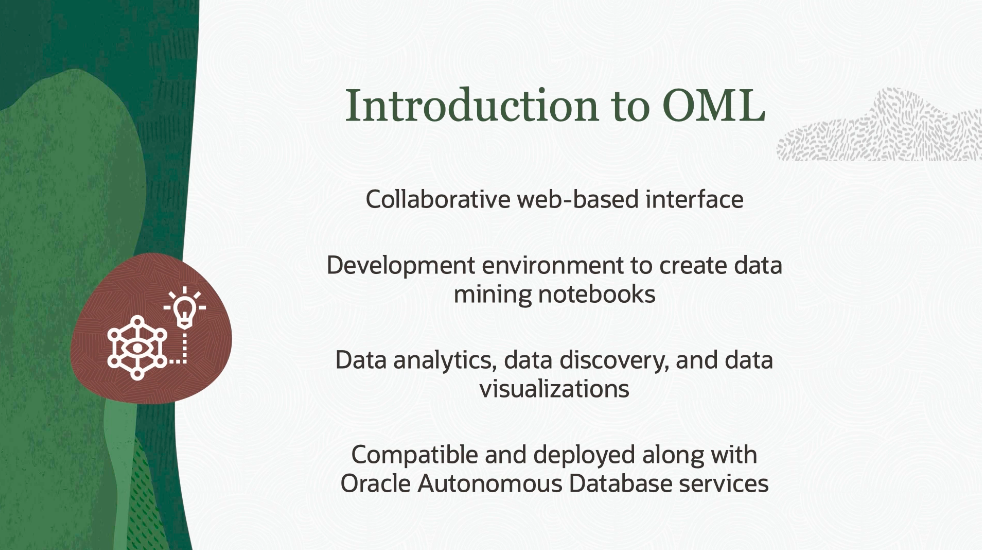 Introduction to OML
Collaborative web-based interface
Development environment to create data
mining notebooks
Data analytics, data discovery, and data
visualizations
Compatible and deployed along with
Oracle Autonomous Database services